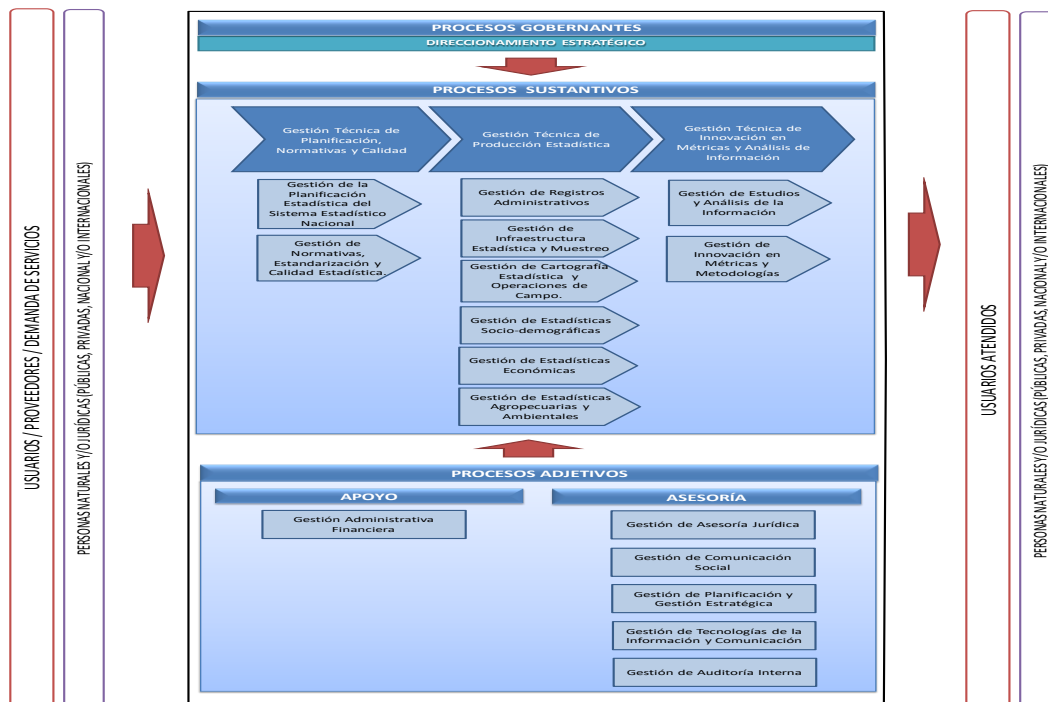 USUARIOS / PROVEEDORES / DEMANDA DE SERVICIOS
PERSONAS NATURALES Y/O JURÍDICAS (PÚBLICAS, PRIVADAS, NACIONAL Y/O INTERNACIONALES)
PROCESOS GOBERNANTES
DIRECCIONAMIENTO ESTRATÉGICO
PROCESOS SUSTANTIVOS
Gestión Técnica de
Planificación,
Normativas y Calidad
Gestión de la
Planificación
Estadística del
Sistema Estadístico
Nacional
Gestión de
Normativas,
Estandarización y
Calidad Estadística.
Gestión Técnica de
Producción Estadística
Gestión de Registros
Administrativos
Gestión de
Infraestructura
Estadística y Muestreo
Gestión de Cartografía
Estadística y
Operaciones de
Campo.
Gestión de Estadísticas
Socio-demográficas
Gestión de Estadísticas
Económicas
Gestión de Estadísticas
Agropecuarias y
Ambientales
Gestión Técnica de
Innovación en
Métricas y Análisis de
Información
Gestión de Estudios
y Análisis de la
Información
Gestión de
Innovación en
Métricas y
Metodologías
PROCESOS ADJETIVOS
APOYO
Gestión Administrativa
Financiera
ASESORÍA
Gestión de Asesoría Jurídica
Gestión de Comunicación
Social
Gestión de Planificación y
Gestión Estratégica
Gestión de Tecnologías de la
Información y Comunicación
Gestión de Auditoría Interna
USUARIOS ATENDIDOS
PERSONAS NATURALES Y/O JURÍDICAS (PÚBLICAS, PRIVADAS, NACIONAL Y/O INTERNACIONALES)